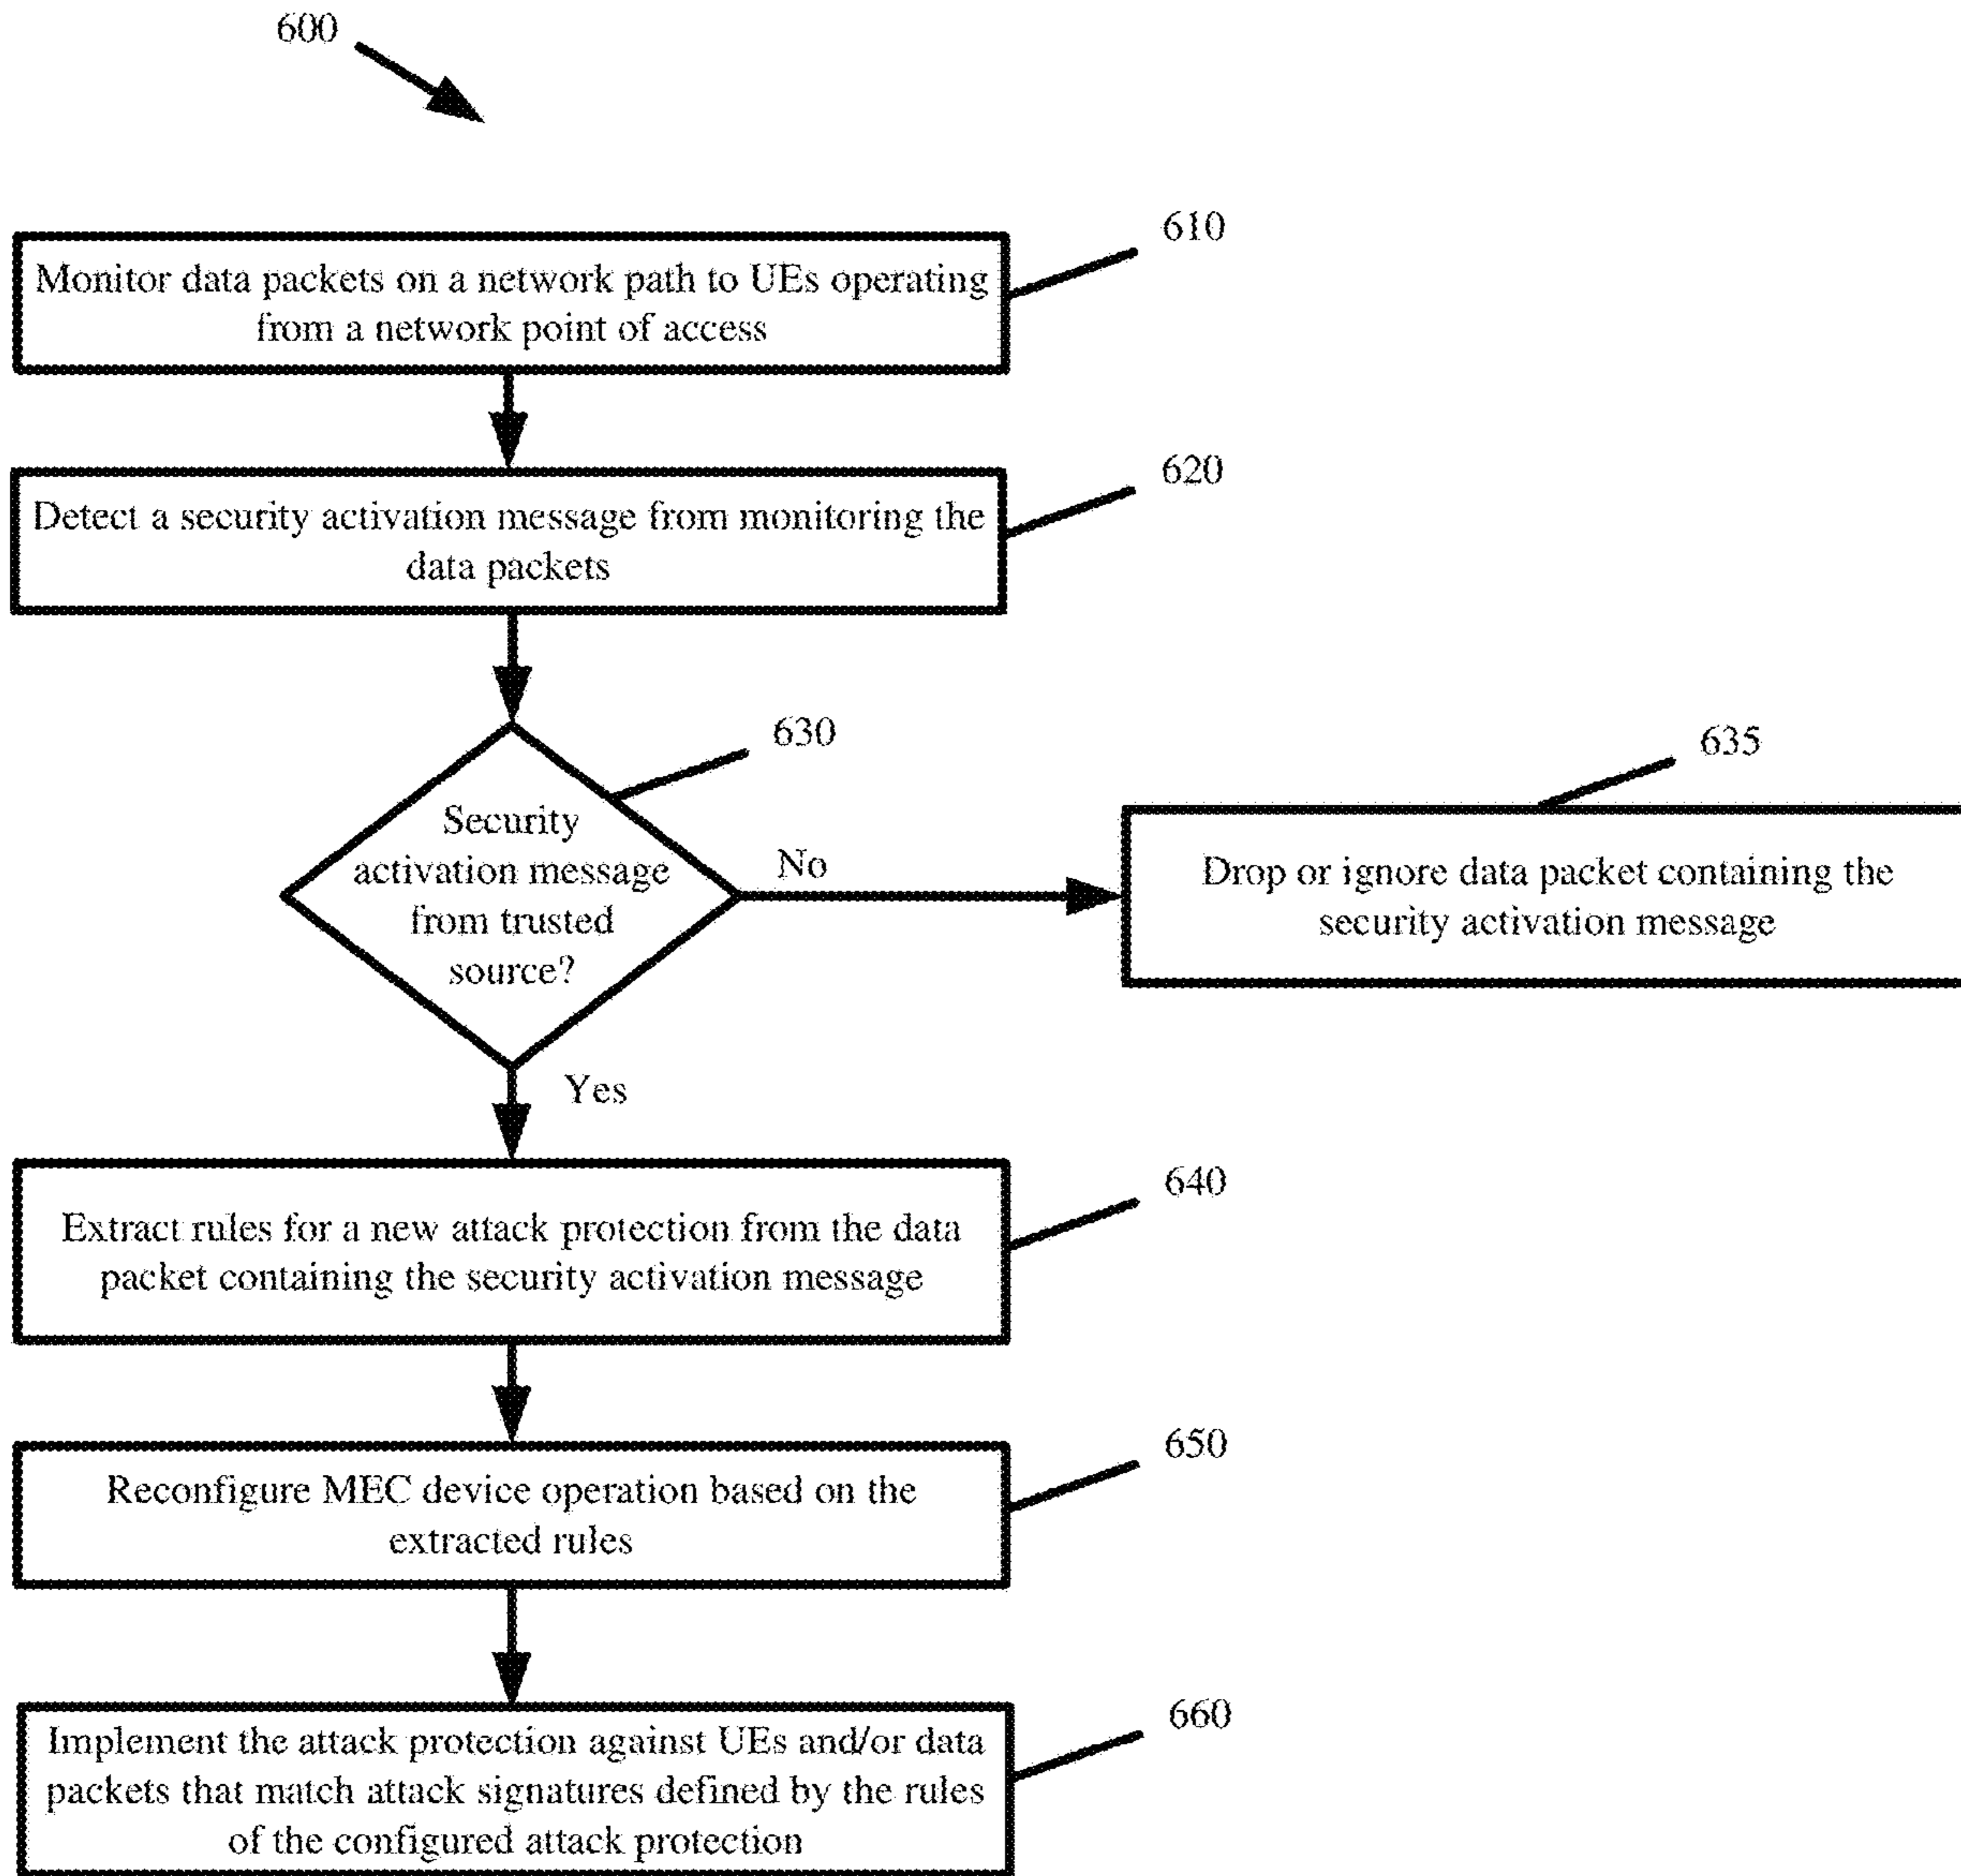 600
610
Monitor data packets on a network path to UEs operating
from a network point of access
620
Detect a security activation message from monitoring the
data packets
630
Security
activation message
from trusted
source?
No
635
Drop or ignore data packet containing the
security activation message
Yes
640
Extract rules for a new attack protection from the data
packet containing the security activation message
650
Reconfigure MEC device operation based on the
extracted rules
660
Implement the attack protection against UEs and/or data
packets that match attack signatures defined by the rules
of the configured attack protection